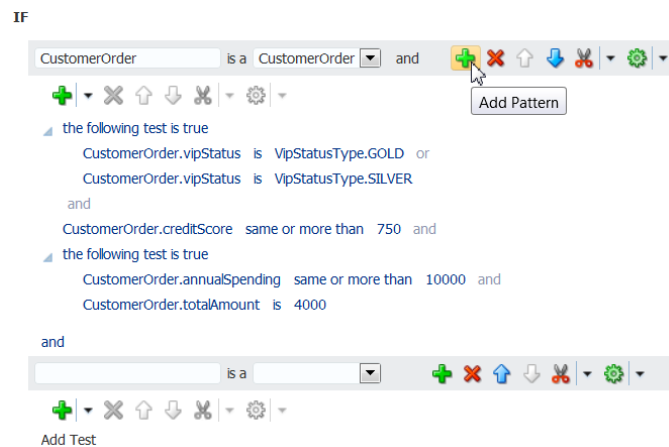 IF
CustomerOrder is a CustomerOrder and
Add Pattern
the following test is true
CustomerOrder.vipStatus is VipStatusType.GOLD or
CustomerOrder.vipStatus is VipStatusType.SILVER
and
CustomerOrder.creditScore same or more than 750 and
the following test is true
CustomerOrder.annualSpending same or more than 10000 and
CustomerOrder.totalAmount is 4000
and
is a
Add Test